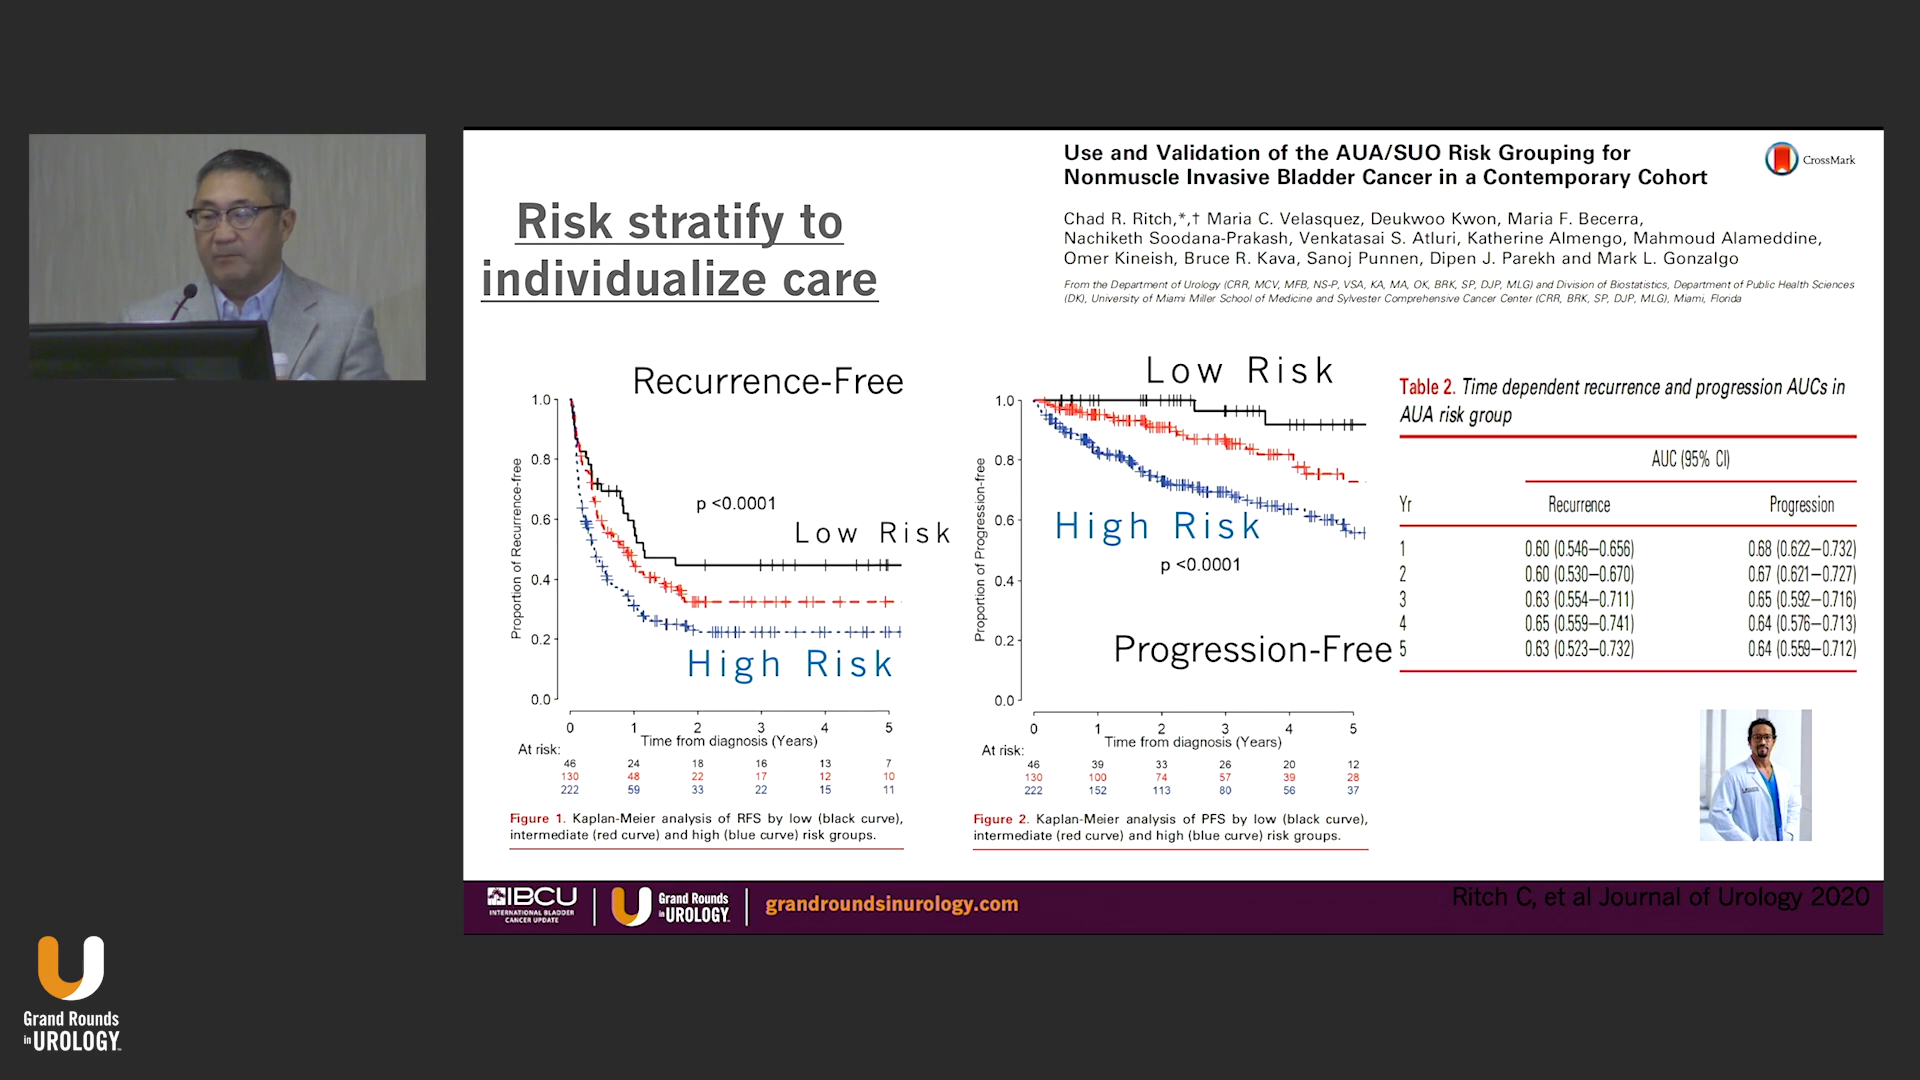 Risk stratify to
individualize care
Use and Validation of the AUA/SUO Risk Grouping for
Nonmuscle Invasive Bladder Cancer in a Contemporary Cohort
CrossMark
Chad R. Ritch,*,† Maria C. Velasquez, Deukwoo Kwon, Maria F. Becerra,
Nachiketh Soodana-Prakash, Venkatasai S. Atluri, Katherine Almengo, Mahmoud Alameddine,
Omer Kineish, Bruce R. Kava, Sanoj Punnen, Dipen J. Parekh and Mark L. Gonzalgo
From the Department of Urology (CRR, MCV, MFB, NS-P, VSA, KA, MA, OK, BRK, SP, DJP, MLG) and Division of Biostatistics, Department of Public Health Sciences
(DK), University of Miami Miller School of Medicine and Sylvester Comprehensive Cancer Center (CRR, BRK, SP, DJP, MLG), Miami, Florida
Recurrence-Free
Proportion of Recurrence-free
1.0
0.8
0.6
0.4
0.2
0.0
p <0.0001
Low Risk
High Risk
0 1 2 3 4 5
Time from diagnosis (Years)
At risk:
46 24 18 16 13 7
130 48 22 17 12 10
222 59 33 22 15 11
Figure 1. Kaplan-Meier analysis of RFS by low (black curve),
intermediate (red curve) and high (blue curve) risk groups.
Low Risk
Proportion of Progression-free
1.0
0.8
0.6
0.4
0.2
0.0
High Risk
p <0.0001
Progression-Free
0 1 2 3 4 5
Time from diagnosis (Years)
At risk:
46 39 33 26 20 12
130 100 74 57 39 28
222 152 113 80 56 37
Figure 2. Kaplan-Meier analysis of PFS by low (black curve),
intermediate (red curve) and high (blue curve) risk groups.
Table 2. Time dependent recurrence and progression AUCs in
AUA risk group
AUC (95% CI)
Yr Recurrence Progression
1 0.60 (0.546–0.656) 0.68 (0.622–0.732)
2 0.60 (0.530–0.670) 0.67 (0.621–0.727)
3 0.63 (0.554–0.711) 0.65 (0.592–0.716)
4 0.65 (0.559–0.741) 0.64 (0.576–0.713)
5 0.63 (0.523–0.732) 0.64 (0.559–0.712)
IBCU
INTERNATIONAL BLADDER
CANCER UPDATE
Grand Rounds
in UROLOGY
grandroundsinurology.com
Ritch C, et al Journal of Urology 2020
Grand Rounds
in UROLOGY